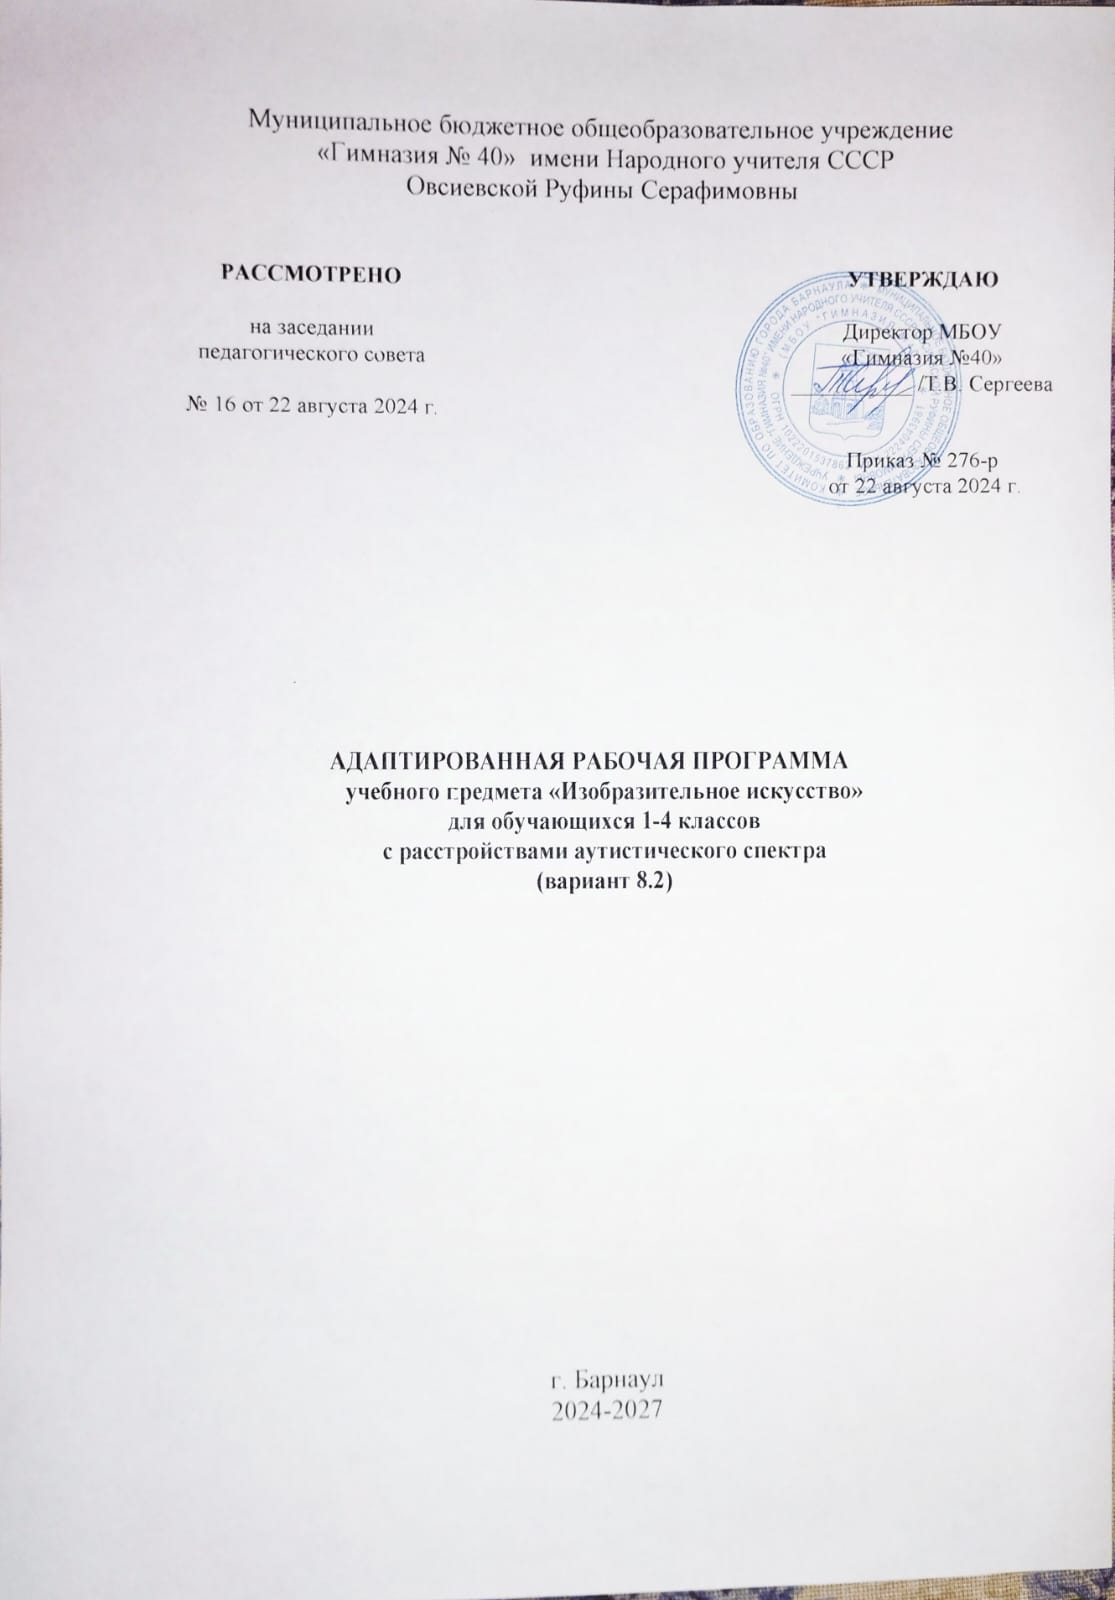 Муниципальное бюджетное общеобразовательное учреждение
«Гимназия № 40» имени Народного учителя СССР
Овсиевской Руфины Серафимовны
РАССМОТРЕНО
на заседании
педагогического совета
№ 16 от 22 августа 2024 г.
УТВЕРЖДАЮ
Директор МБОУ
«Гимназия №40»
/Т.В. Сергеева
Приказ № 276-р
от 22 августа 2024 г.
АДАПТИРОВАННАЯ РАБОЧАЯ ПРОГРАММА
учебного предмета «Изобразительное искусство»
для обучающихся 1-4 классов
с расстройствами аутистического спектра
(вариант 8.2)
г. Барнаул
2024-2027